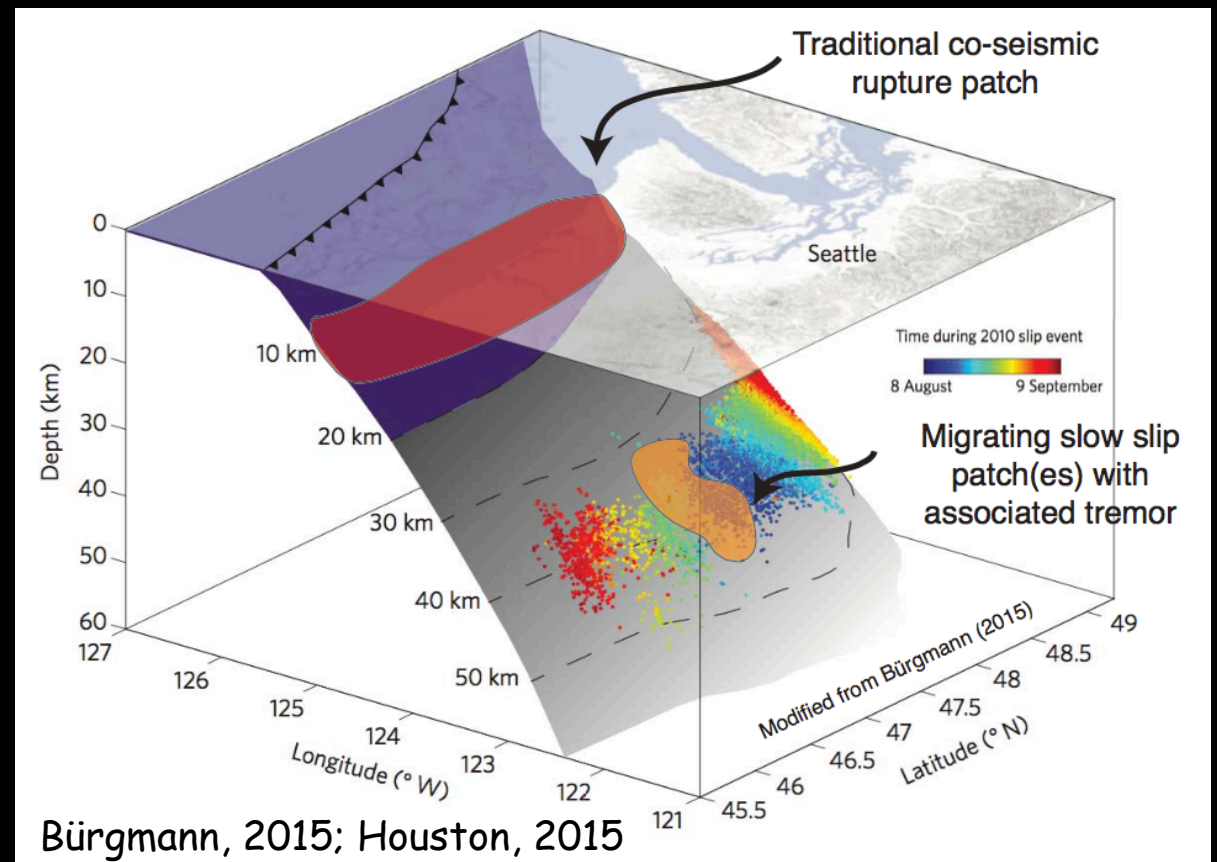 Traditional co-seismic
rupture patch
Seattle
Time during 2010 slip event
8 August
9 September
Migrating slow slip
patch(es) with
associated tremor
Depth (km)
0
10
20
30
40
50
60
10 km
20 km
30 km
40 km
50 km
127
126
125
124
123
122
121
Longitude (° W)
45.5
46
46.5
47
47.5
48
48.5
49
Latitude (° N)
Modified from Bürgmann (2015)
Bürgmann, 2015; Houston, 2015